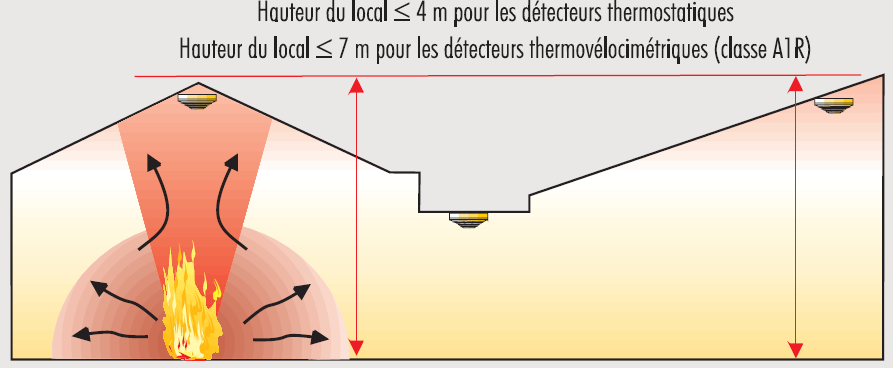 Hauteur du local ≤ 4 m pour les détecteurs thermostatiques
Hauteur du local ≤ 7 m pour les détecteurs thermovélocimétriques (classe A1R)